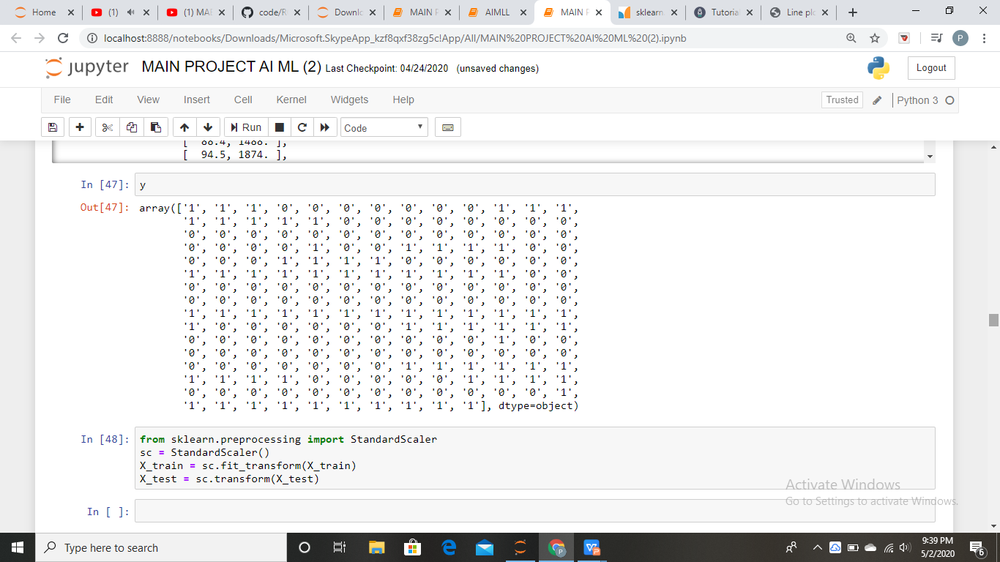 Home
(1)
(1) MAE
code/R
Downlo
MAIN P
AIMLL
MAIN P
sklearn
Tutoria
Line plo
localhost:8888/notebooks/Downloads/Microsoft.SkypeApp_kzf8qxf38zg5c!App/All/MAIN%20PROJECT%20AI%20ML%20(2).ipynb
P
jupyter MAIN PROJECT AI ML (2) Last Checkpoint: 04/24/2020 (unsaved changes)
Logout
File Edit View Insert Cell Kernel Widgets Help
Trusted Python 3
Run Code
[ 88.4, 1488. ],
[ 94.5, 1874. ],
In [47]: y
Out[47]: array(['1', '1', '1', '0', '0', '0', '0', '0', '0', '0', '1', '1', '1',
'1', '1', '1', '1', '1', '0', '0', '0', '0', '0', '0', '0', '0',
'0', '0', '0', '0', '0', '0', '0', '0', '0', '0', '0', '0', '0',
'0', '0', '0', '0', '1', '0', '0', '1', '1', '1', '1', '0', '0',
'0', '0', '0', '1', '1', '1', '1', '0', '0', '0', '0', '0', '0',
'1', '1', '1', '1', '1', '1', '1', '1', '1', '1', '1', '0', '0',
'0', '0', '0', '0', '0', '0', '0', '0', '0', '0', '0', '0', '0',
'0', '0', '0', '0', '0', '0', '0', '0', '0', '0', '0', '0', '0',
'1', '1', '1', '1', '1', '1', '1', '1', '1', '1', '1', '1', '1',
'1', '0', '0', '0', '0', '0', '0', '1', '1', '1', '1', '1', '1',
'0', '0', '0', '0', '0', '0', '0', '0', '0', '0', '1', '0', '0',
'0', '0', '0', '0', '0', '0', '0', '0', '0', '0', '0', '0', '0',
'0', '0', '0', '0', '0', '0', '0', '1', '1', '1', '1', '1', '1',
'1', '1', '1', '1', '0', '0', '0', '0', '0', '1', '1', '1', '1',
'0', '0', '0', '0', '0', '0', '0', '0', '0', '0', '0', '0', '1',
'1', '1', '1', '1', '1', '1', '1', '1', '1', '1'], dtype=object)
In [48]: from sklearn.preprocessing import StandardScaler
sc = StandardScaler()
X_train = sc.fit_transform(X_train)
X_test = sc.transform(X_test)
Activate Windows
Go to Settings to activate Windows.
In [ ]:
Type here to search
P
9:39 PM
5/2/2020
6